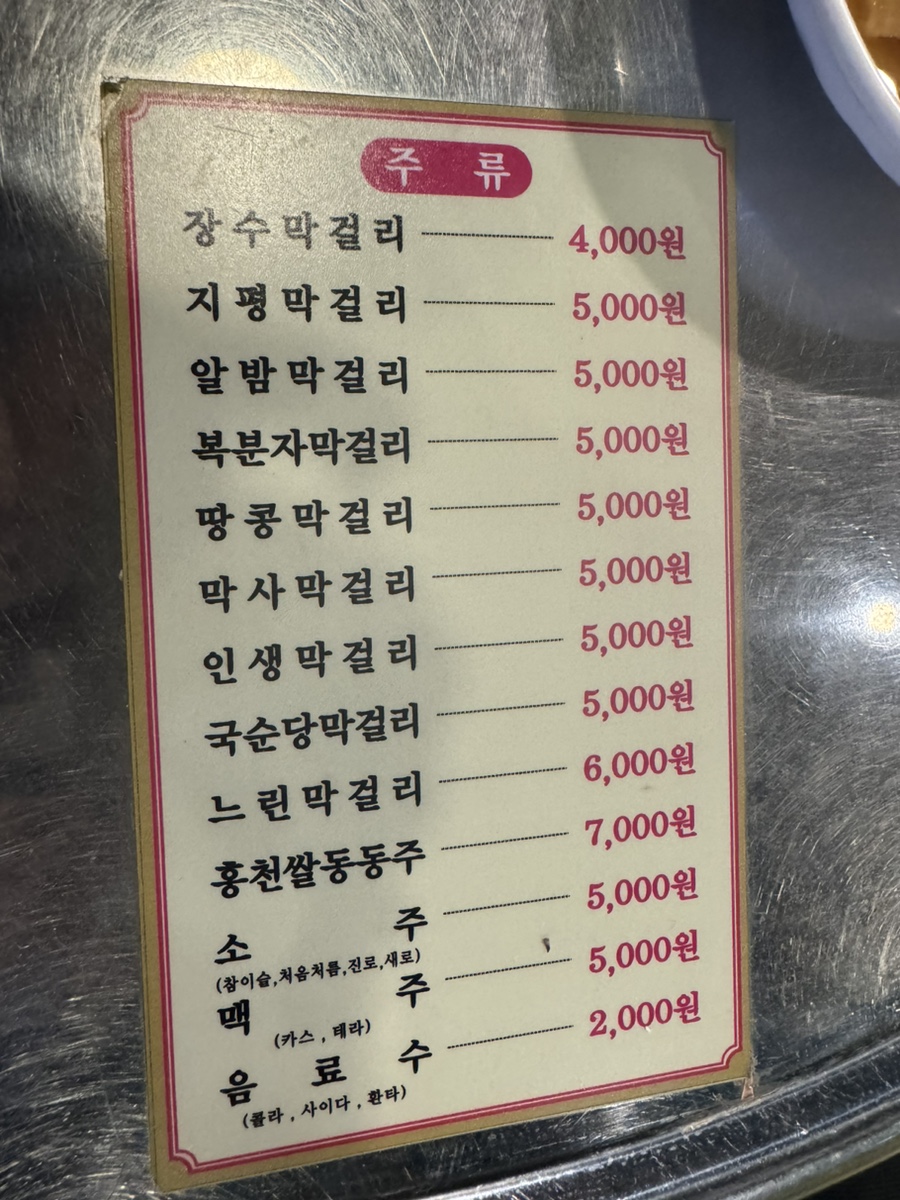 주 류
장수막걸리 4,000원
지평막걸리 5,000원
알밤막걸리 5,000원
복분자막걸리 5,000원
땅콩막걸리 5,000원
막사막걸리 5,000원
인생막걸리 5,000원
국순당막걸리 5,000원
느린막걸리 6,000원
홍천쌀동동주 7,000원
소 주 5,000원
(참이슬,처음처름,진로,새로)
맥 주 5,000원
(카스 , 테라)
음 료 수 2,000원
(콜라 , 사이다 , 환타)